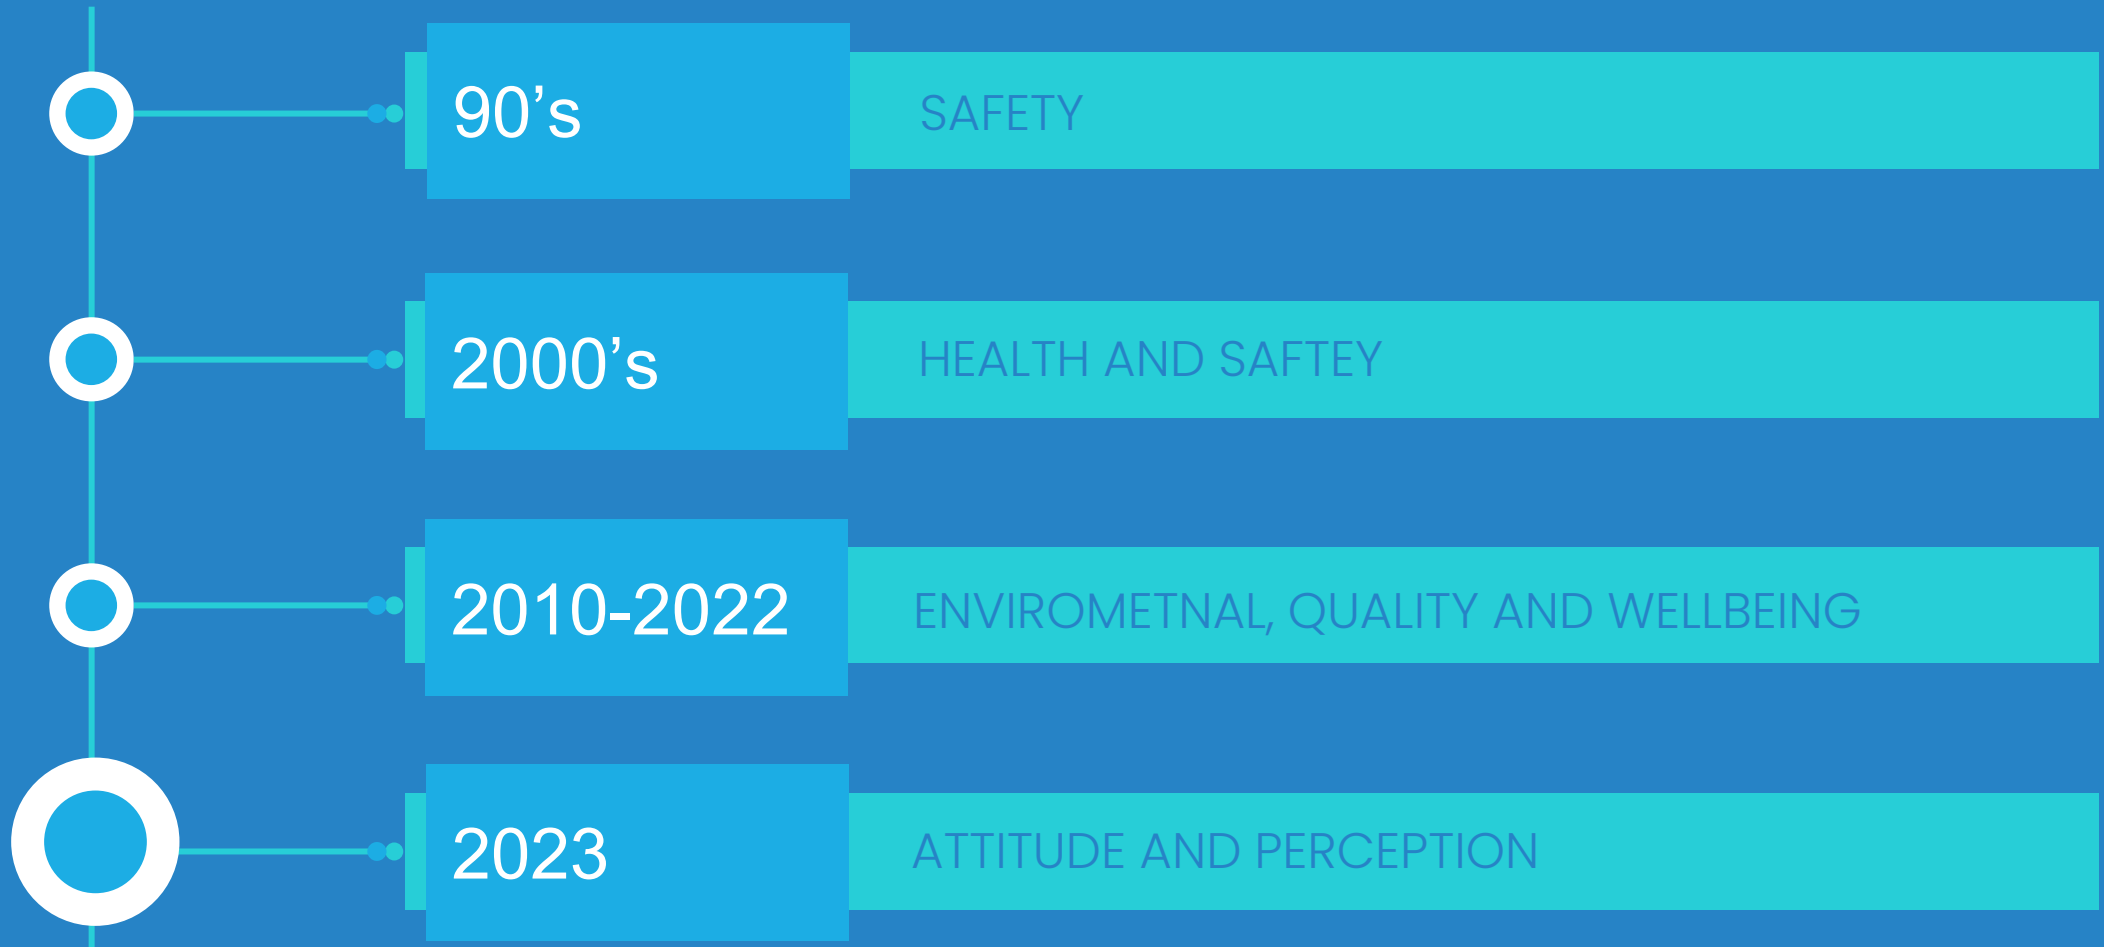 90’s
SAFETY
2000’s
HEALTH AND SAFTEY
2010-2022
ENVIROMETNAL, QUALITY AND WELLBEING
2023
ATTITUDE AND PERCEPTION